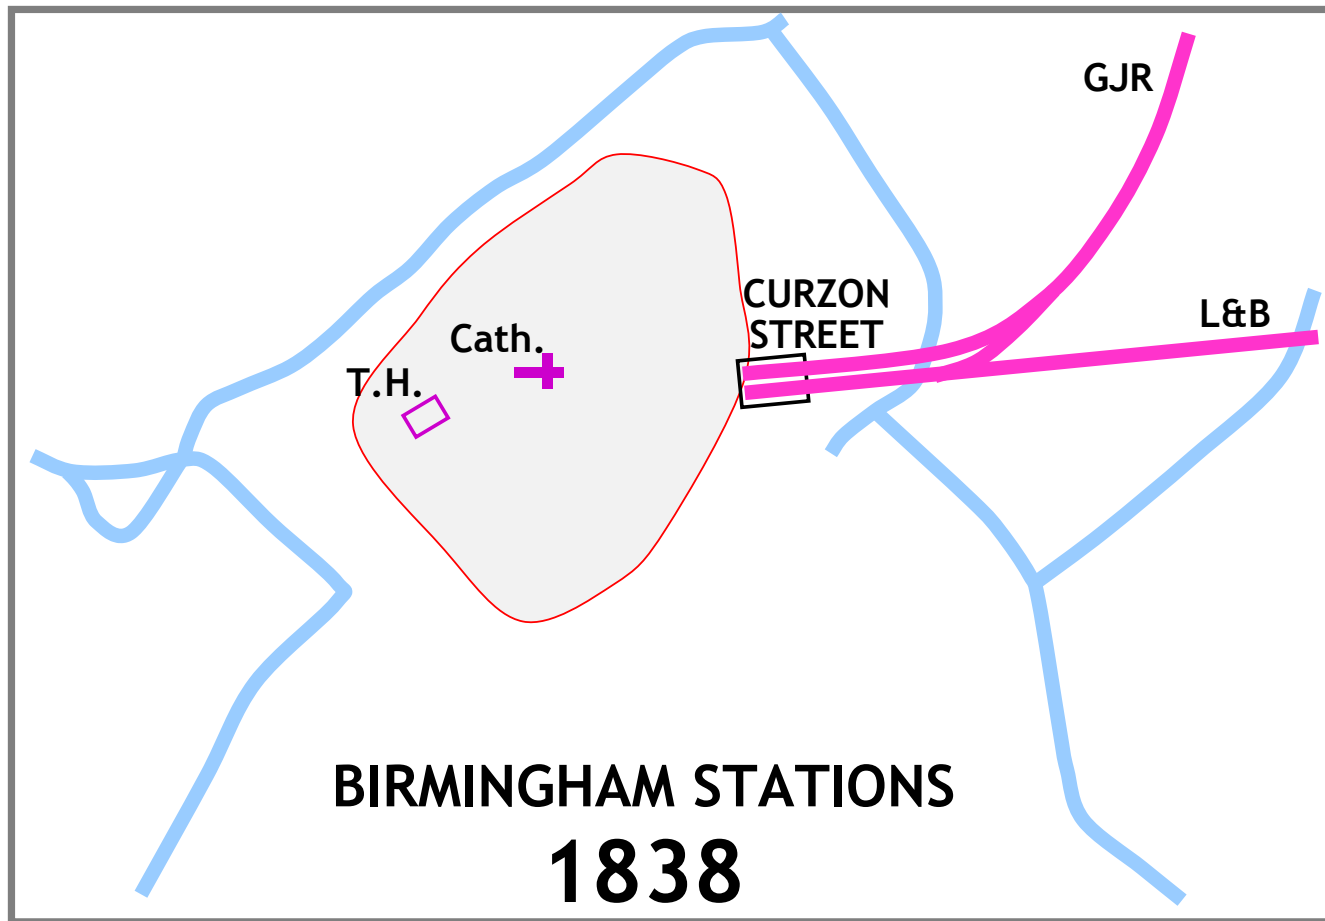 GJR
CURZON
STREET
L&B
Cath.
T.H.
BIRMINGHAM STATIONS
1838